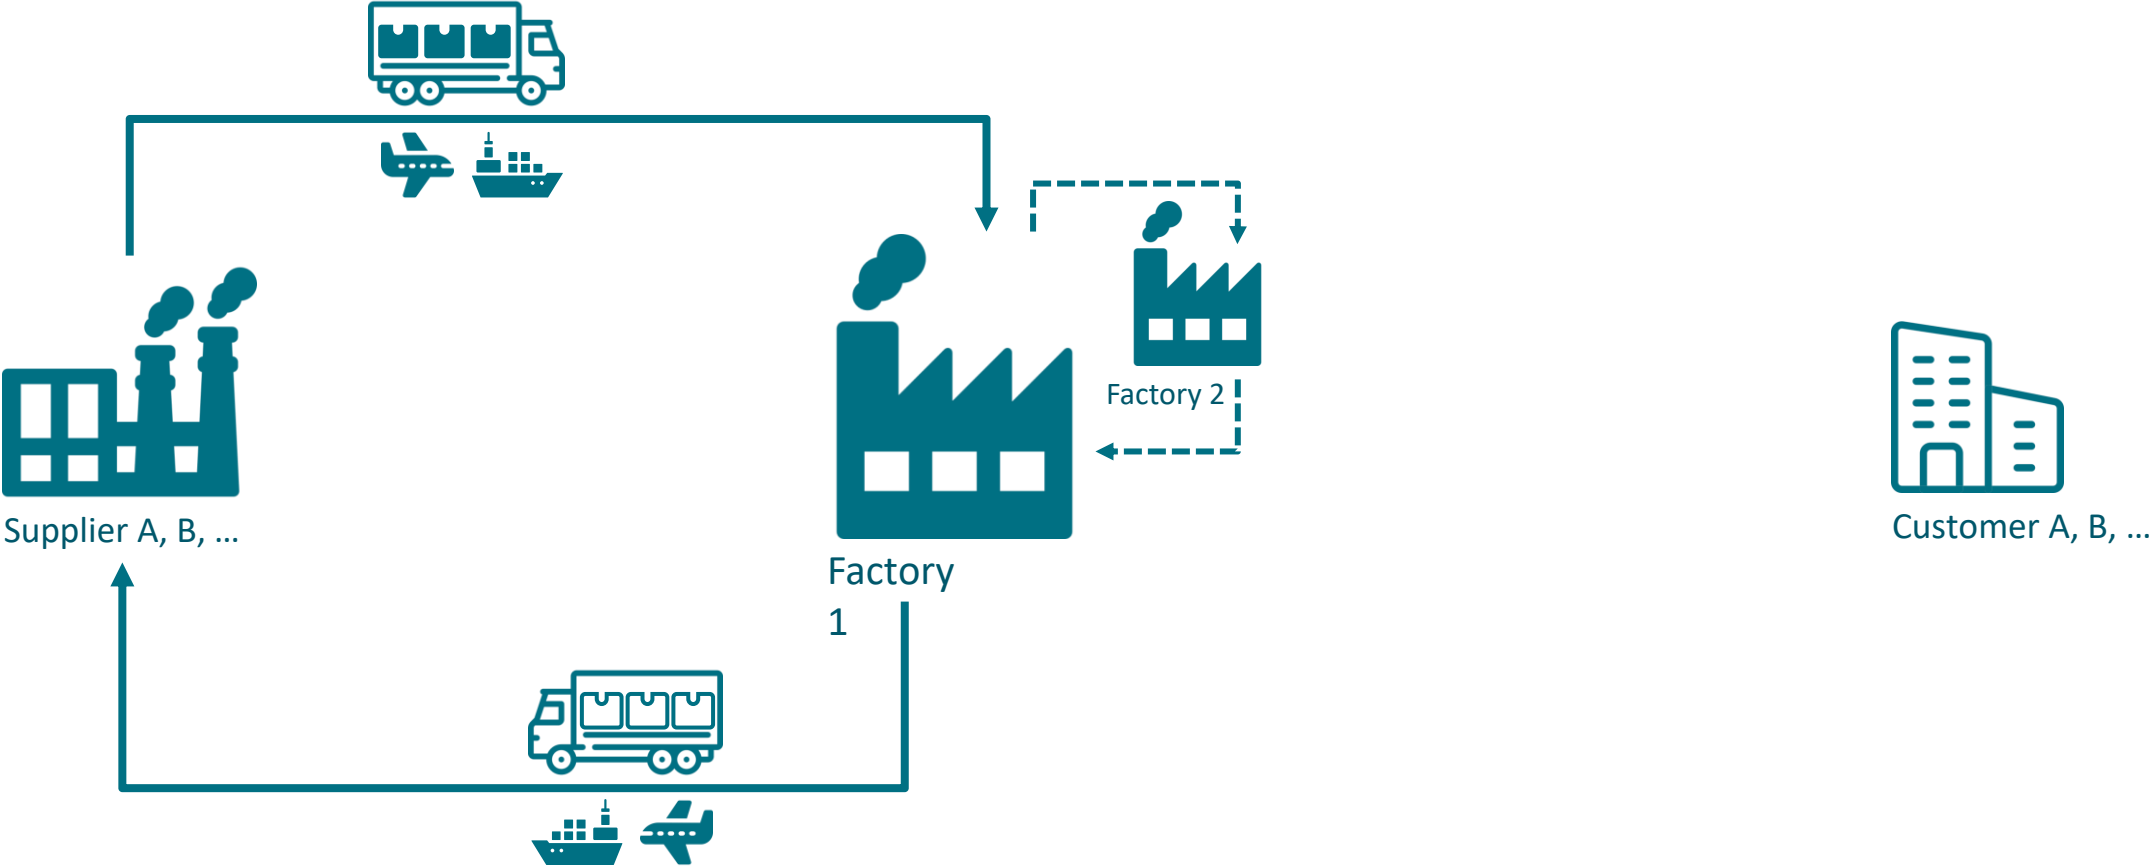 Factory 2
Supplier A, B, ...
Customer A, B, ...
Factory
1